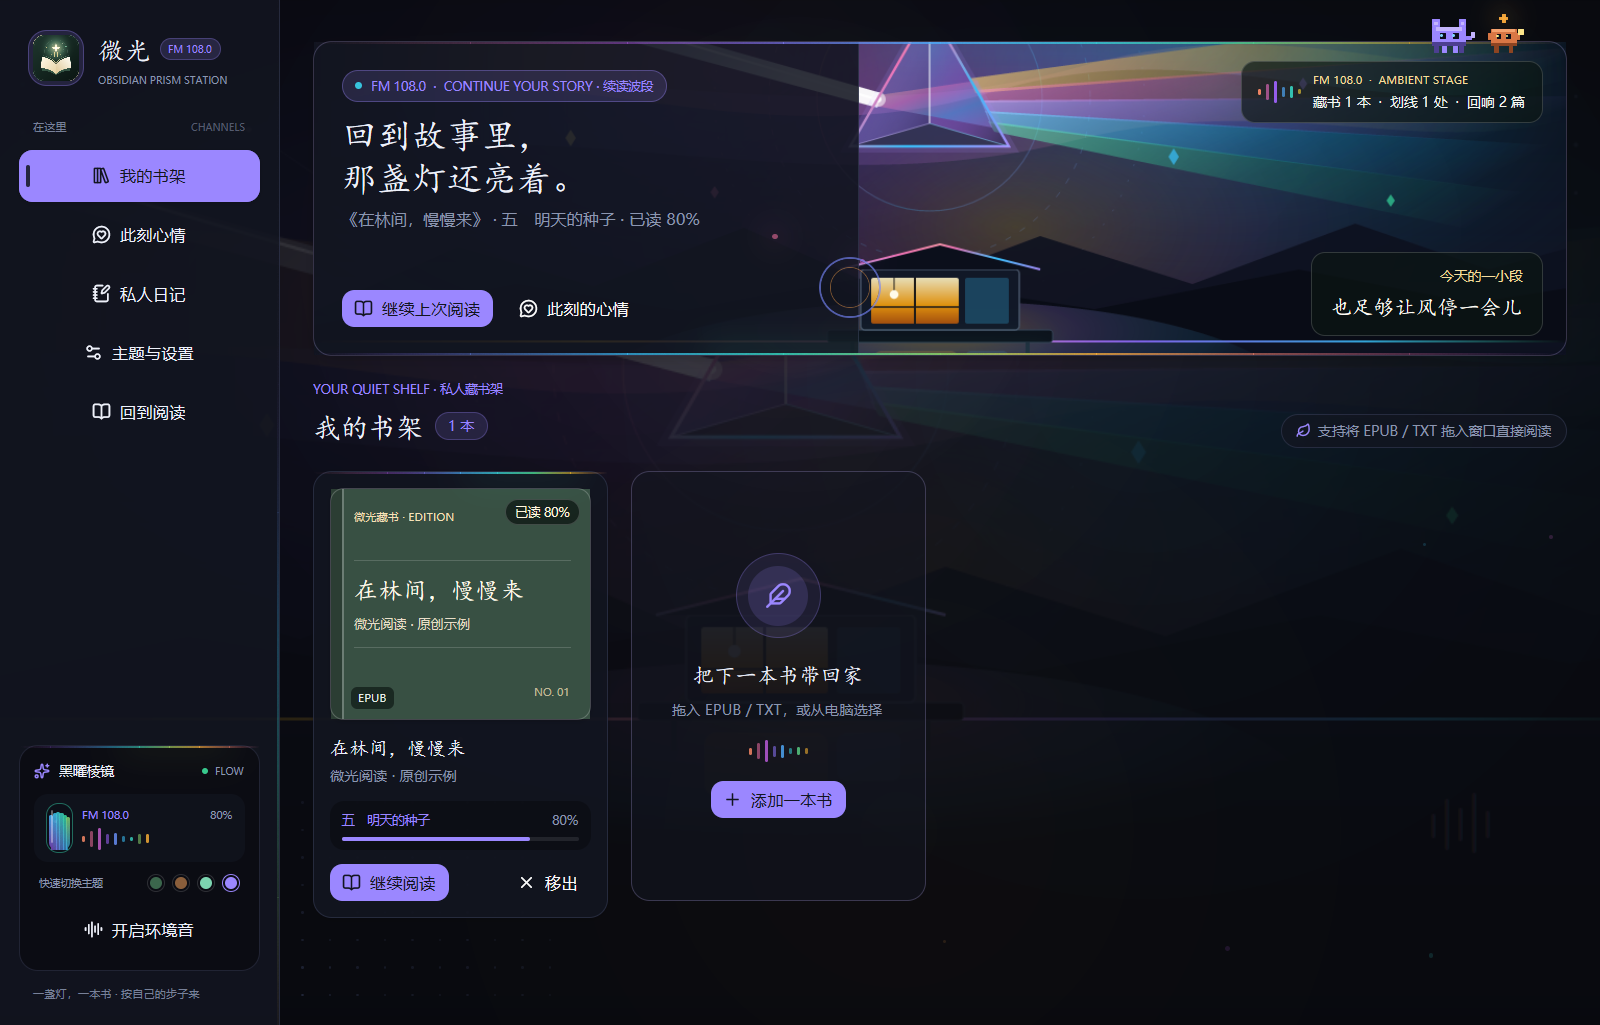 微光 FM 108.0
OBSIDIAN PRISM STATION
在这里 CHANNELS
我的书架
此刻心情
私人日记
主题与设置
回到阅读
黑曜棱镜 FLOW
FM 108.0 80%
快速切换主题
开启环境音
一盏灯，一本书 · 按自己的步子来
FM 108.0 · CONTINUE YOUR STORY · 续读波段
回到故事里，
那盏灯还亮着。
《在林间，慢慢来》 · 五 明天的种子 · 已读 80%
继续上次阅读 此刻的心情
FM 108.0 · AMBIENT STAGE
藏书 1 本 · 划线 1 处 · 回响 2 篇
今天的一小段
也足够让风停一会儿
YOUR QUIET SHELF · 私人藏书架
我的书架 1 本
支持将 EPUB / TXT 拖入窗口直接阅读
微光藏书 · EDITION 已读 80%
在林间，慢慢来
微光阅读 · 原创示例
EPUB NO. 01
在林间，慢慢来
微光阅读 · 原创示例
五 明天的种子 80%
继续阅读 移出
把下一本书带回家
拖入 EPUB / TXT，或从电脑选择
添加一本书